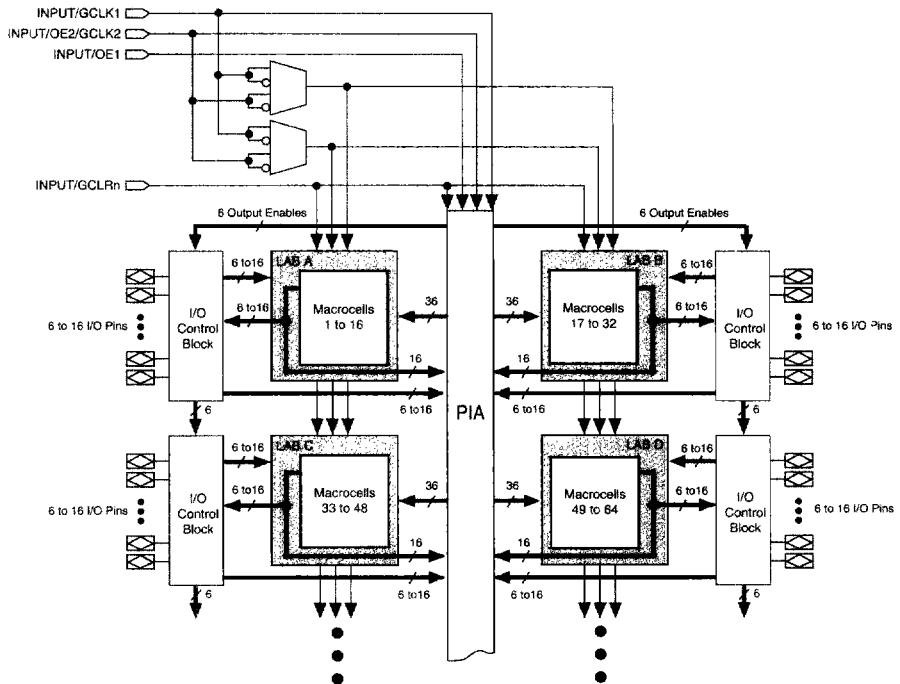 INPUT/GCLK1
INPUT/OE2/GCLK2
INPUT/OE1
INPUT/GCLRn
6 Output Enables
6 Output Enables
LAB A
LAB B
6 to16
6 to16
6 to16
6 to16
Macrocells
1 to 16
Macrocells
17 to 32
36
36
I/O
Control
Block
I/O
Control
Block
6 to 16 I/O Pins
6 to 16 I/O Pins
16
16
6 to16
6 to16
PIA
6
6
LAB C
LAB D
6 to16
6 to16
6 to16
6 to16
Macrocells
33 to 48
Macrocells
49 to 64
36
36
I/O
Control
Block
I/O
Control
Block
6 to 16 I/O Pins
6 to 16 I/O Pins
16
16
6 to16
6 to16
6
6